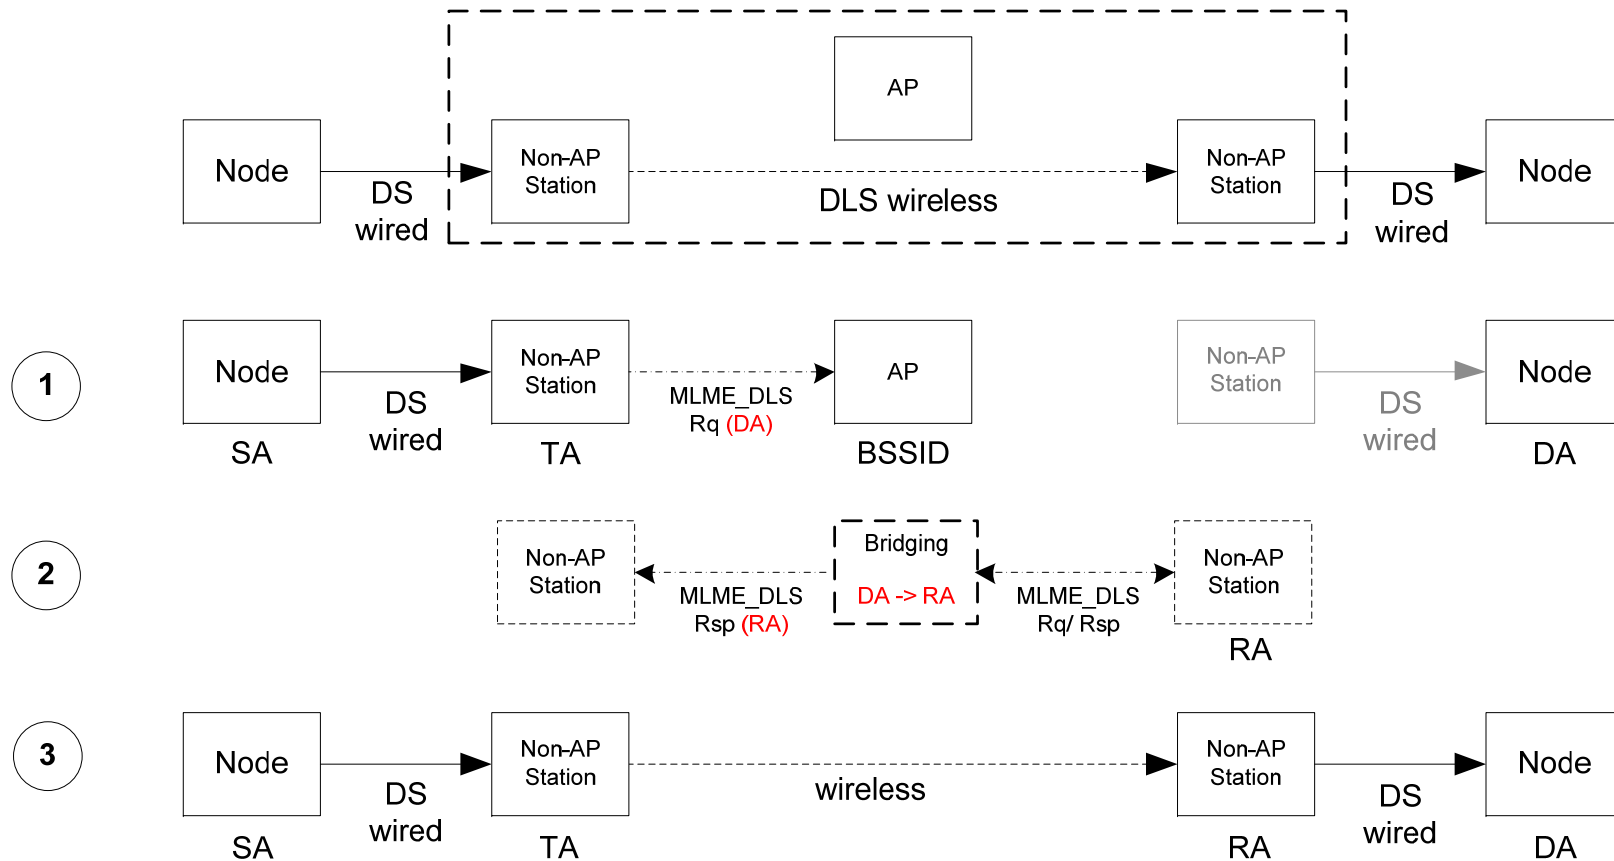 AP
Node
Non-AP
Station
DLS wireless
Non-AP
Station
Node
DS
wired
DS
wired
1
Node
Non-AP
Station
AP
Non-AP
Station
Node
DS
wired
MLME_DLS
Rq (DA)
DS
wired
SA
TA
BSSID
DA
2
Non-AP
Station
Bridging
DA -> RA
Non-AP
Station
MLME_DLS
Rsp (RA)
MLME_DLS
Rq/ Rsp
RA
3
Node
Non-AP
Station
wireless
Non-AP
Station
Node
DS
wired
DS
wired
SA
TA
RA
DA